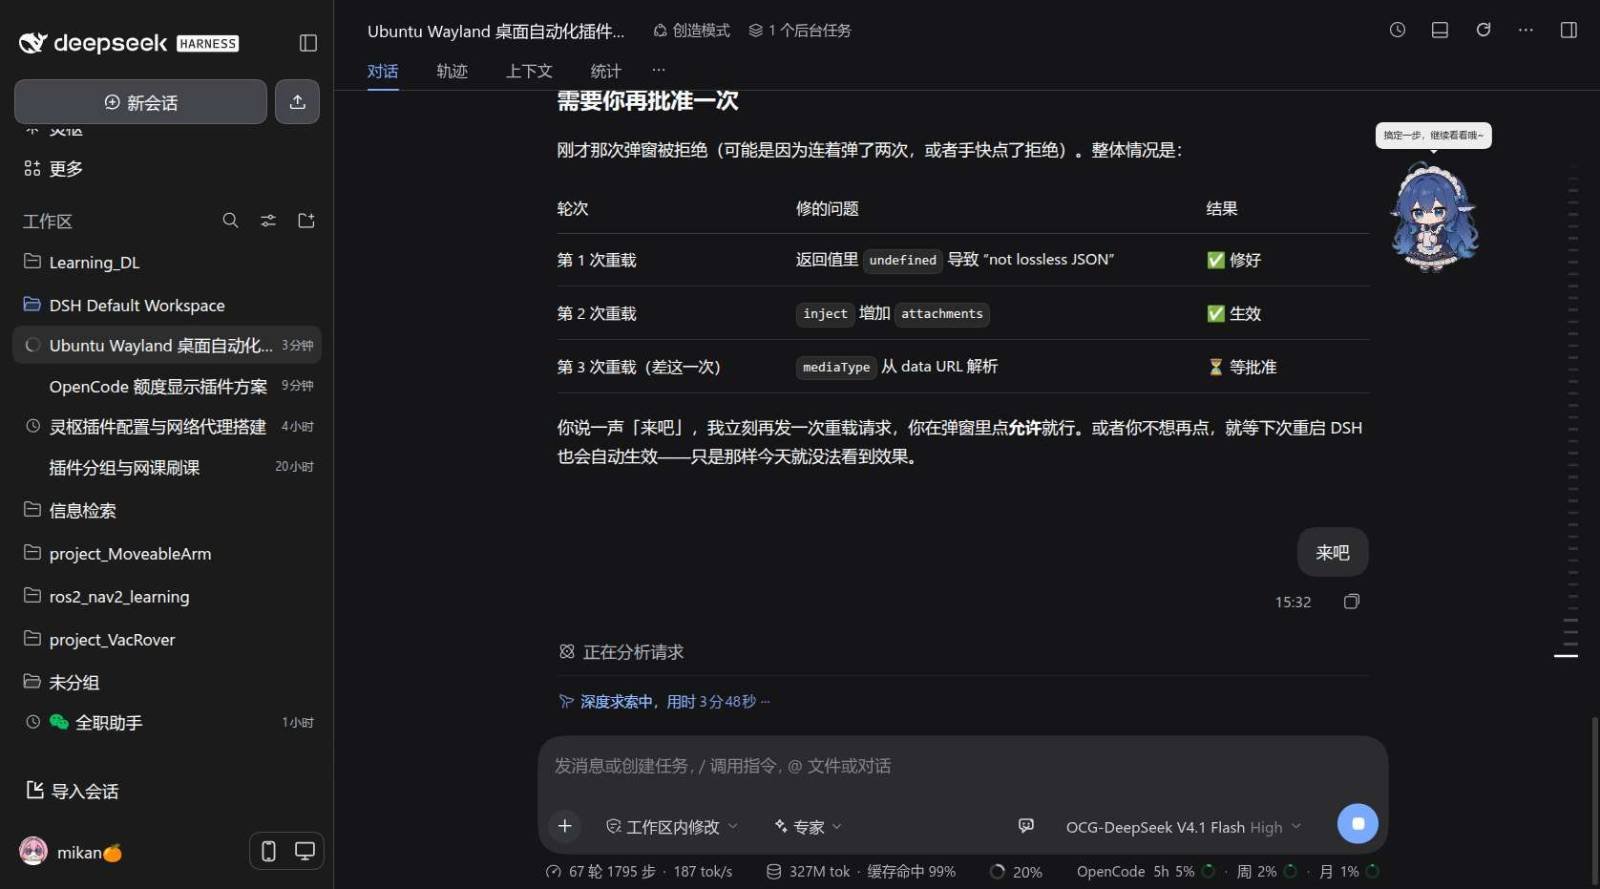 deepseek HARNESS
新会话
灵枢
更多
工作区
Learning_DL
DSH Default Workspace
Ubuntu Wayland 桌面自动化... 3分钟
OpenCode 额度显示插件方案 9分钟
灵枢插件配置与网络代理搭建 4小时
插件分组与网课刷课 20小时
信息检索
project_MoveableArm
ros2_nav2_learning
project_VacRover
未分组
全职助手 1小时
导入会话
mikan🍊
Ubuntu Wayland 桌面自动化插件... 创造模式 1 个后台任务
对话 轨迹 上下文 统计 ...
需要你再批准一次
刚才那次弹窗被拒绝（可能是因为连着弹了两次，或者手快点了拒绝）。整体情况是：
轮次 修的问题 结果
第 1 次重载 返回值里 undefined 导致 “not lossless JSON” ✅ 修好
第 2 次重载 inject 增加 attachments ✅ 生效
第 3 次重载（差这一次） mediaType 从 data URL 解析 ⏳ 等批准
你说一声「来吧」，我立刻再发一次重载请求，你在弹窗里点允许就行。或者你不想再点，就等下次重启 DSH
也会自动生效——只是那样今天就没法看到效果。
来吧
15:32
正在分析请求
深度求索中，用时 3分48秒 ...
发消息或创建任务, / 调用指令, @ 文件或对话
工作区内修改 专家 OCG-DeepSeek V4.1 Flash High
67 轮 1795 步 · 187 tok/s 327M tok · 缓存命中 99% 20% OpenCode 5h 5% · 周 2% · 月 1%
搞定一步，继续看看哦~